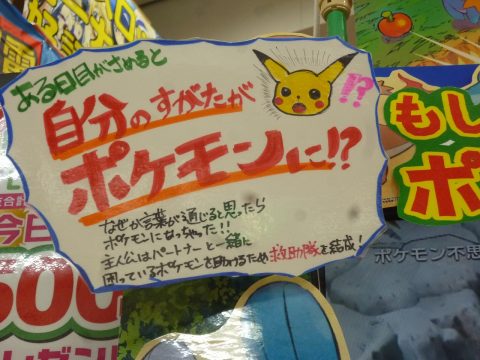 ある日目がさめると
自分のすがたが
ポケモンに!?
!?
なぜか言葉が通じると思ったら
ポケモンになっちゃった!!
主人公はパートナーと一緒に
困っているポケモンを助けるため救助隊を結成!
もし
ポ
ポケモン不思
今日
500